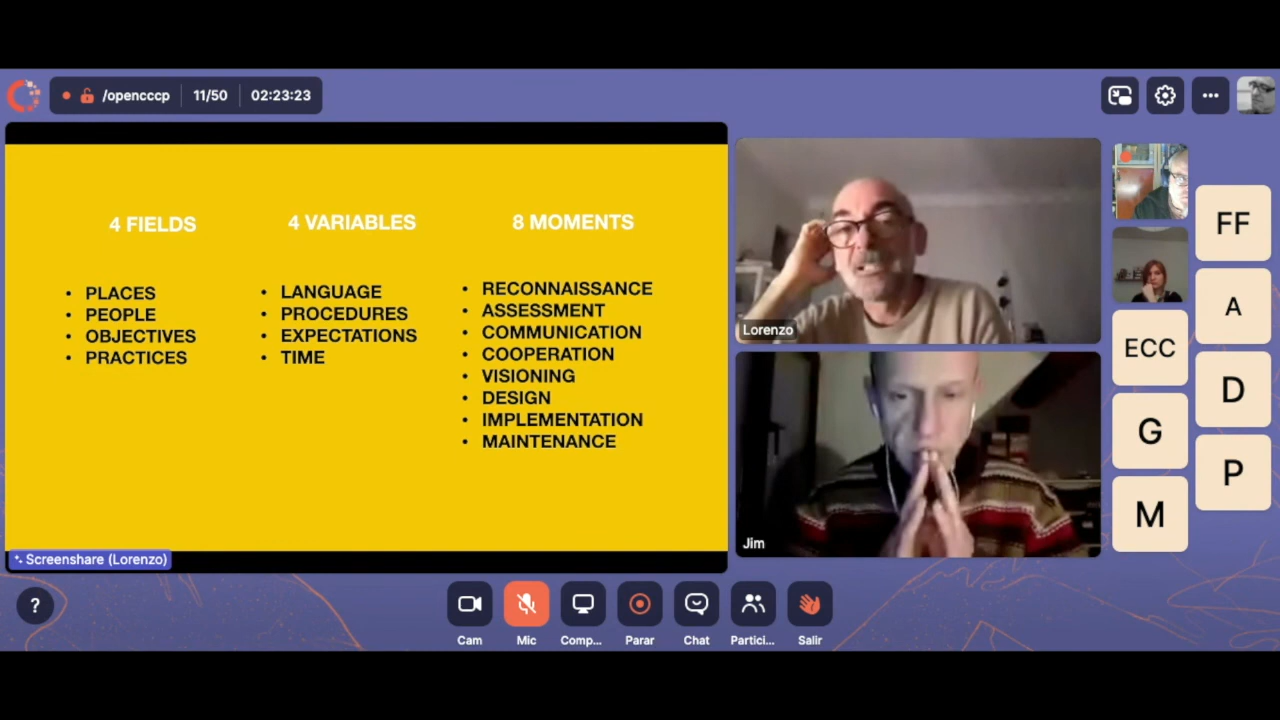 /opencccp
11/50
02:23:23
4 FIELDS
• PLACES
• PEOPLE
• OBJECTIVES
• PRACTICES
4 VARIABLES
• LANGUAGE
• PROCEDURES
• EXPECTATIONS
• TIME
8 MOMENTS
• RECONNAISSANCE
• ASSESSMENT
• COMMUNICATION
• COOPERATION
• VISIONING
• DESIGN
• IMPLEMENTATION
• MAINTENANCE
Screenshare (Lorenzo)
Lorenzo
Jim
ECC
G
M
FF
A
D
P
?
Cam
Mic
Comp...
Parar
Chat
Partici...
Salir